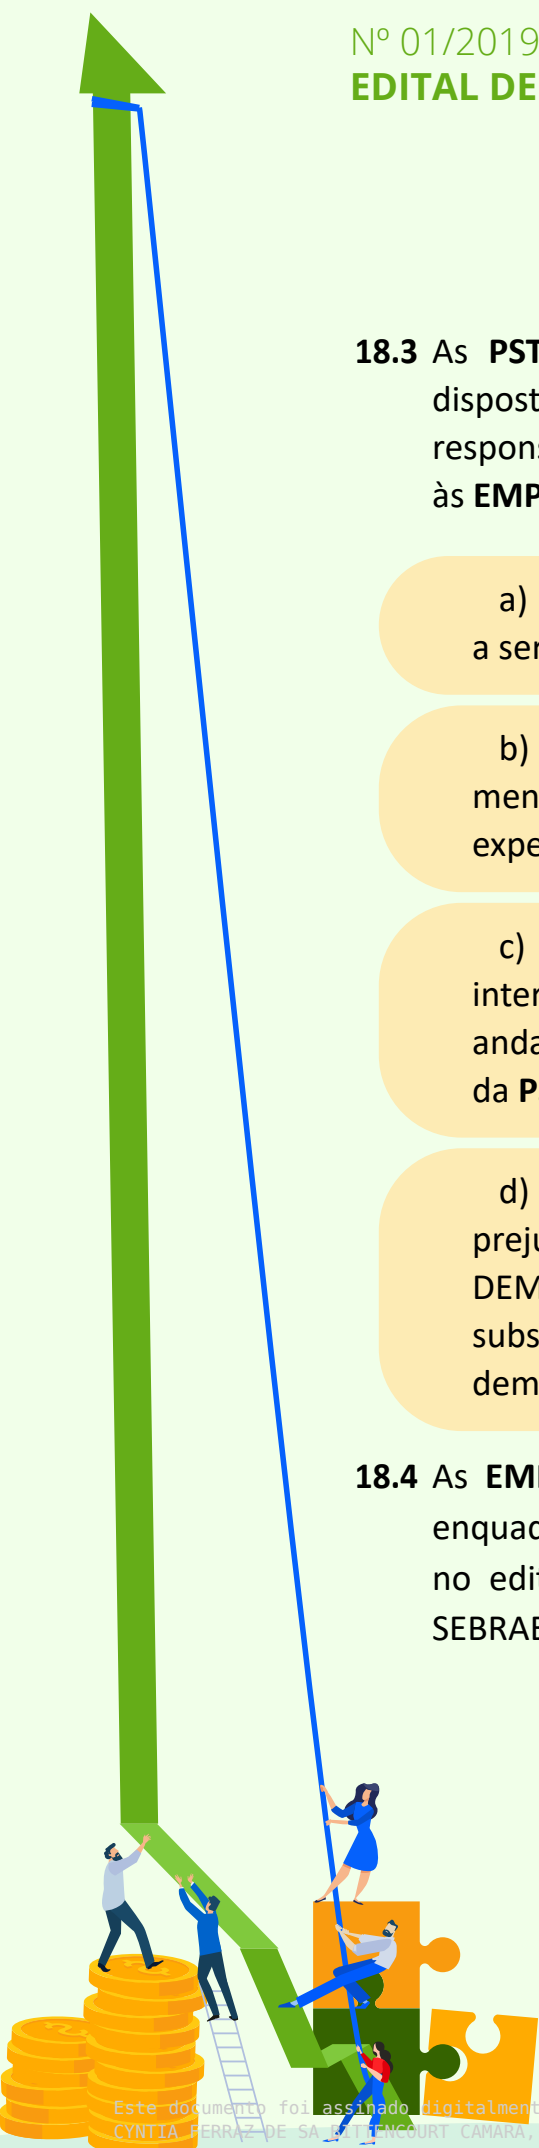 Nº 01/2019
EDITAL DE
18.3 As PST
dispost
respons
às EMP
a)
a ser
b)
men
expe
c)
inter
anda
da P
d)
preju
DEM
subs
dem
18.4 As EM
enquad
no edit
SEBRAE
Este documento foi assinado digitalment
CYNTIA FERRAZ DE SA BITTENCOURT CAMARA,